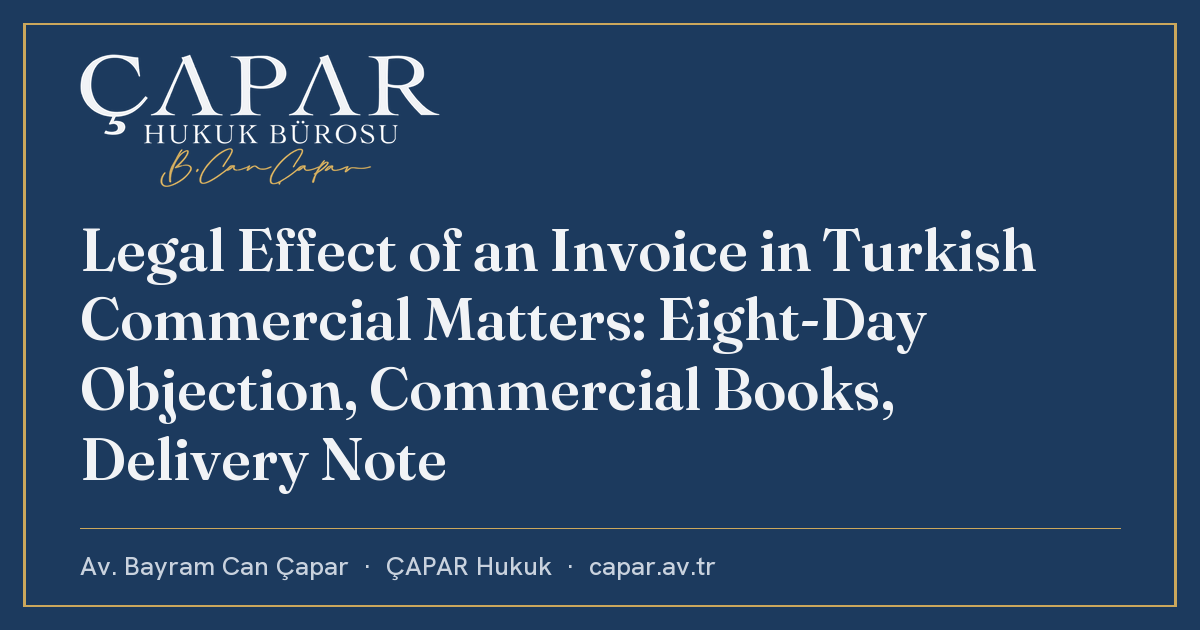 ÇAPAR
HUKUK BÜROSU
B. Can Çapar
Legal Effect of an Invoice in Turkish
Commercial Matters: Eight-Day
Objection, Commercial Books,
Delivery Note
Av. Bayram Can Çapar · ÇAPAR Hukuk · capar.av.tr